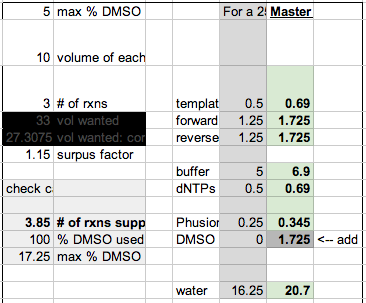 5 max % DMSO For a 2 Master
10 volume of each
3 # of rxns templat 0.5 0.69
33 vol wanted forward 1.25 1.725
27.3075 vol wanted: cor reverse 1.25 1.725
1.15 surpus factor
buffer 5 6.9
check c dNTPs 0.5 0.69
3.85 # of rxns supp Phusion 0.25 0.345
100 % DMSO used DMSO 0 1.725 <-- add
17.25 max % DMSO
water 16.25 20.7